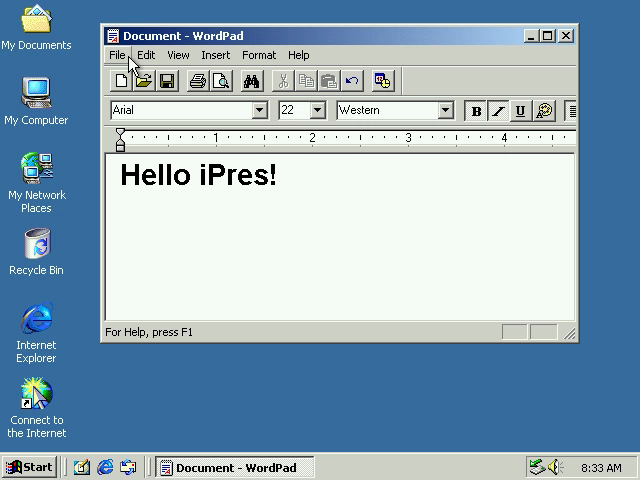 My Documents
My Computer
My Network
Places
Recycle Bin
Internet
Explorer
Connect to
the Internet
Document - WordPad
File Edit View Insert Format Help
Arial 22 Western B I U
1 2 3 4
Hello iPres!
For Help, press F1
Start Document - WordPad 8:33 AM